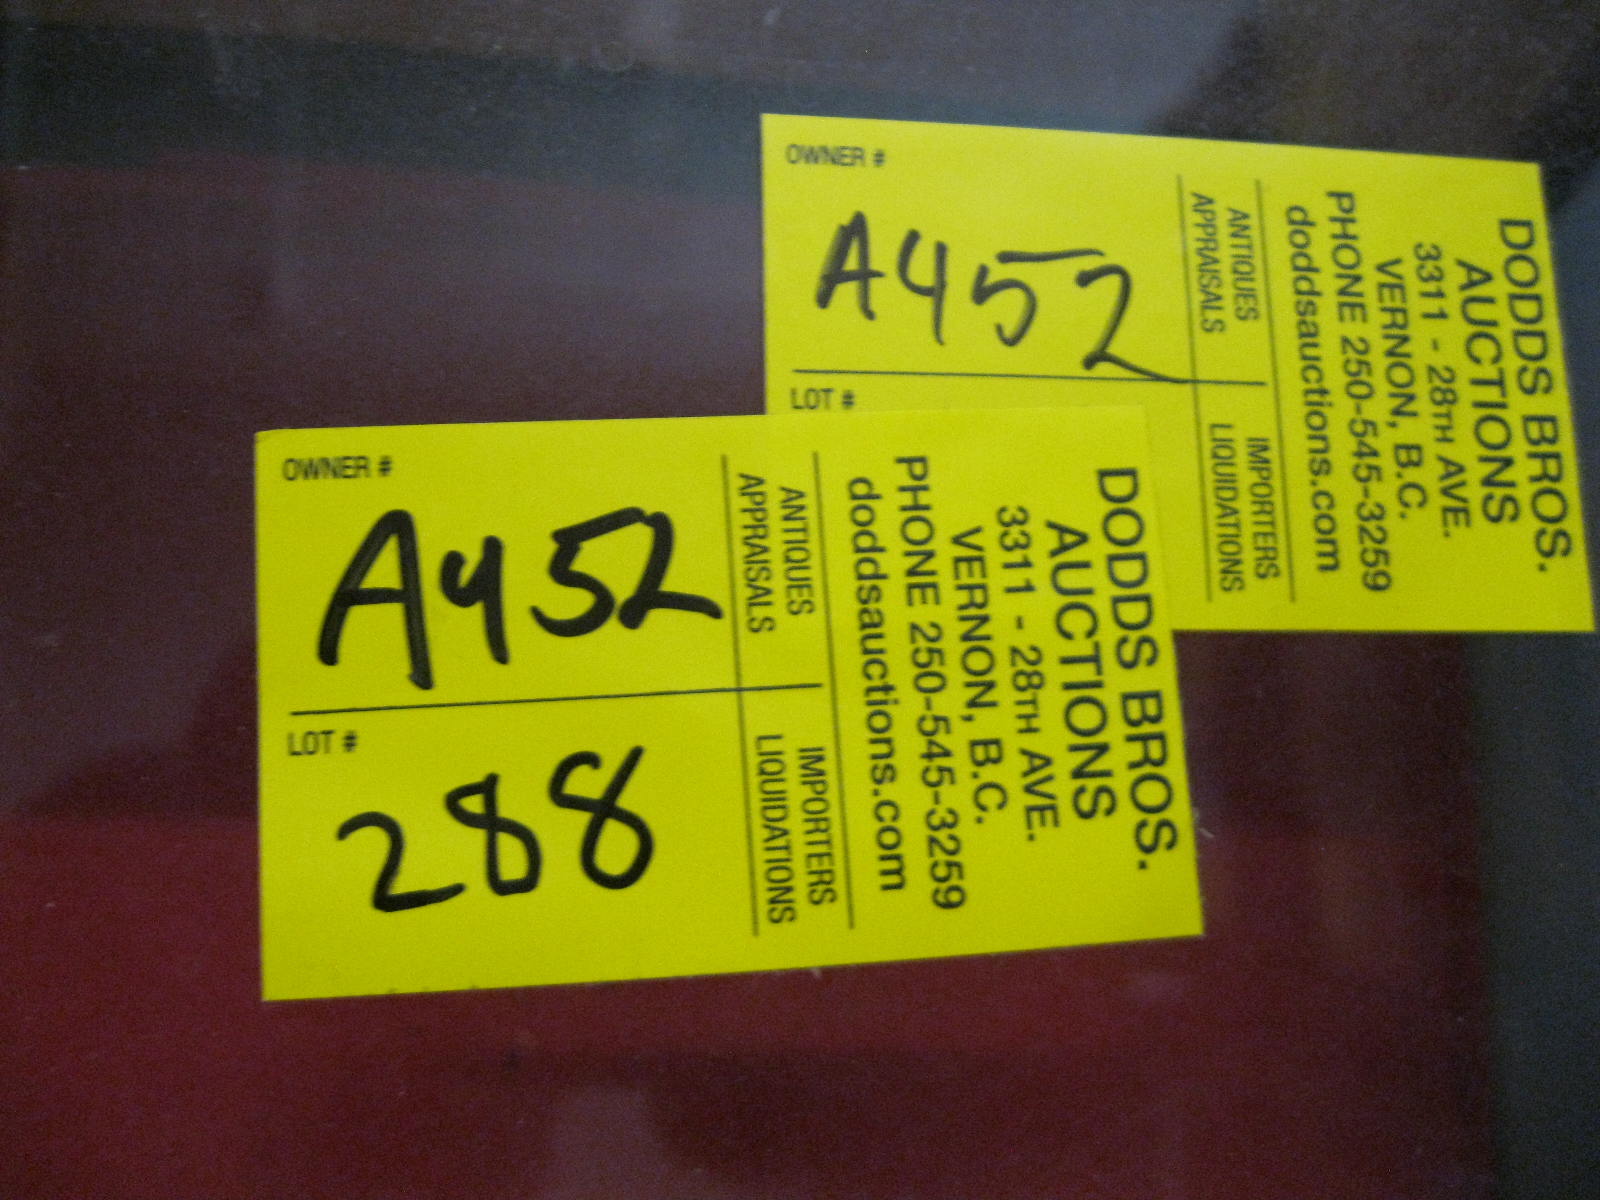 OWNER #
A452
LOT #
ANTIQUES
APPRAISALS
IMPORTERS
LIQUIDATIONS
DODDS BROS.
AUCTIONS
3311 - 28TH AVE.
VERNON, B.C.
PHONE 250-545-3259
doddsauctions.com
OWNER #
A452
LOT #
288
ANTIQUES
APPRAISALS
IMPORTERS
LIQUIDATIONS
DODDS BROS.
AUCTIONS
3311 - 28TH AVE.
VERNON, B.C.
PHONE 250-545-3259
doddsauctions.com